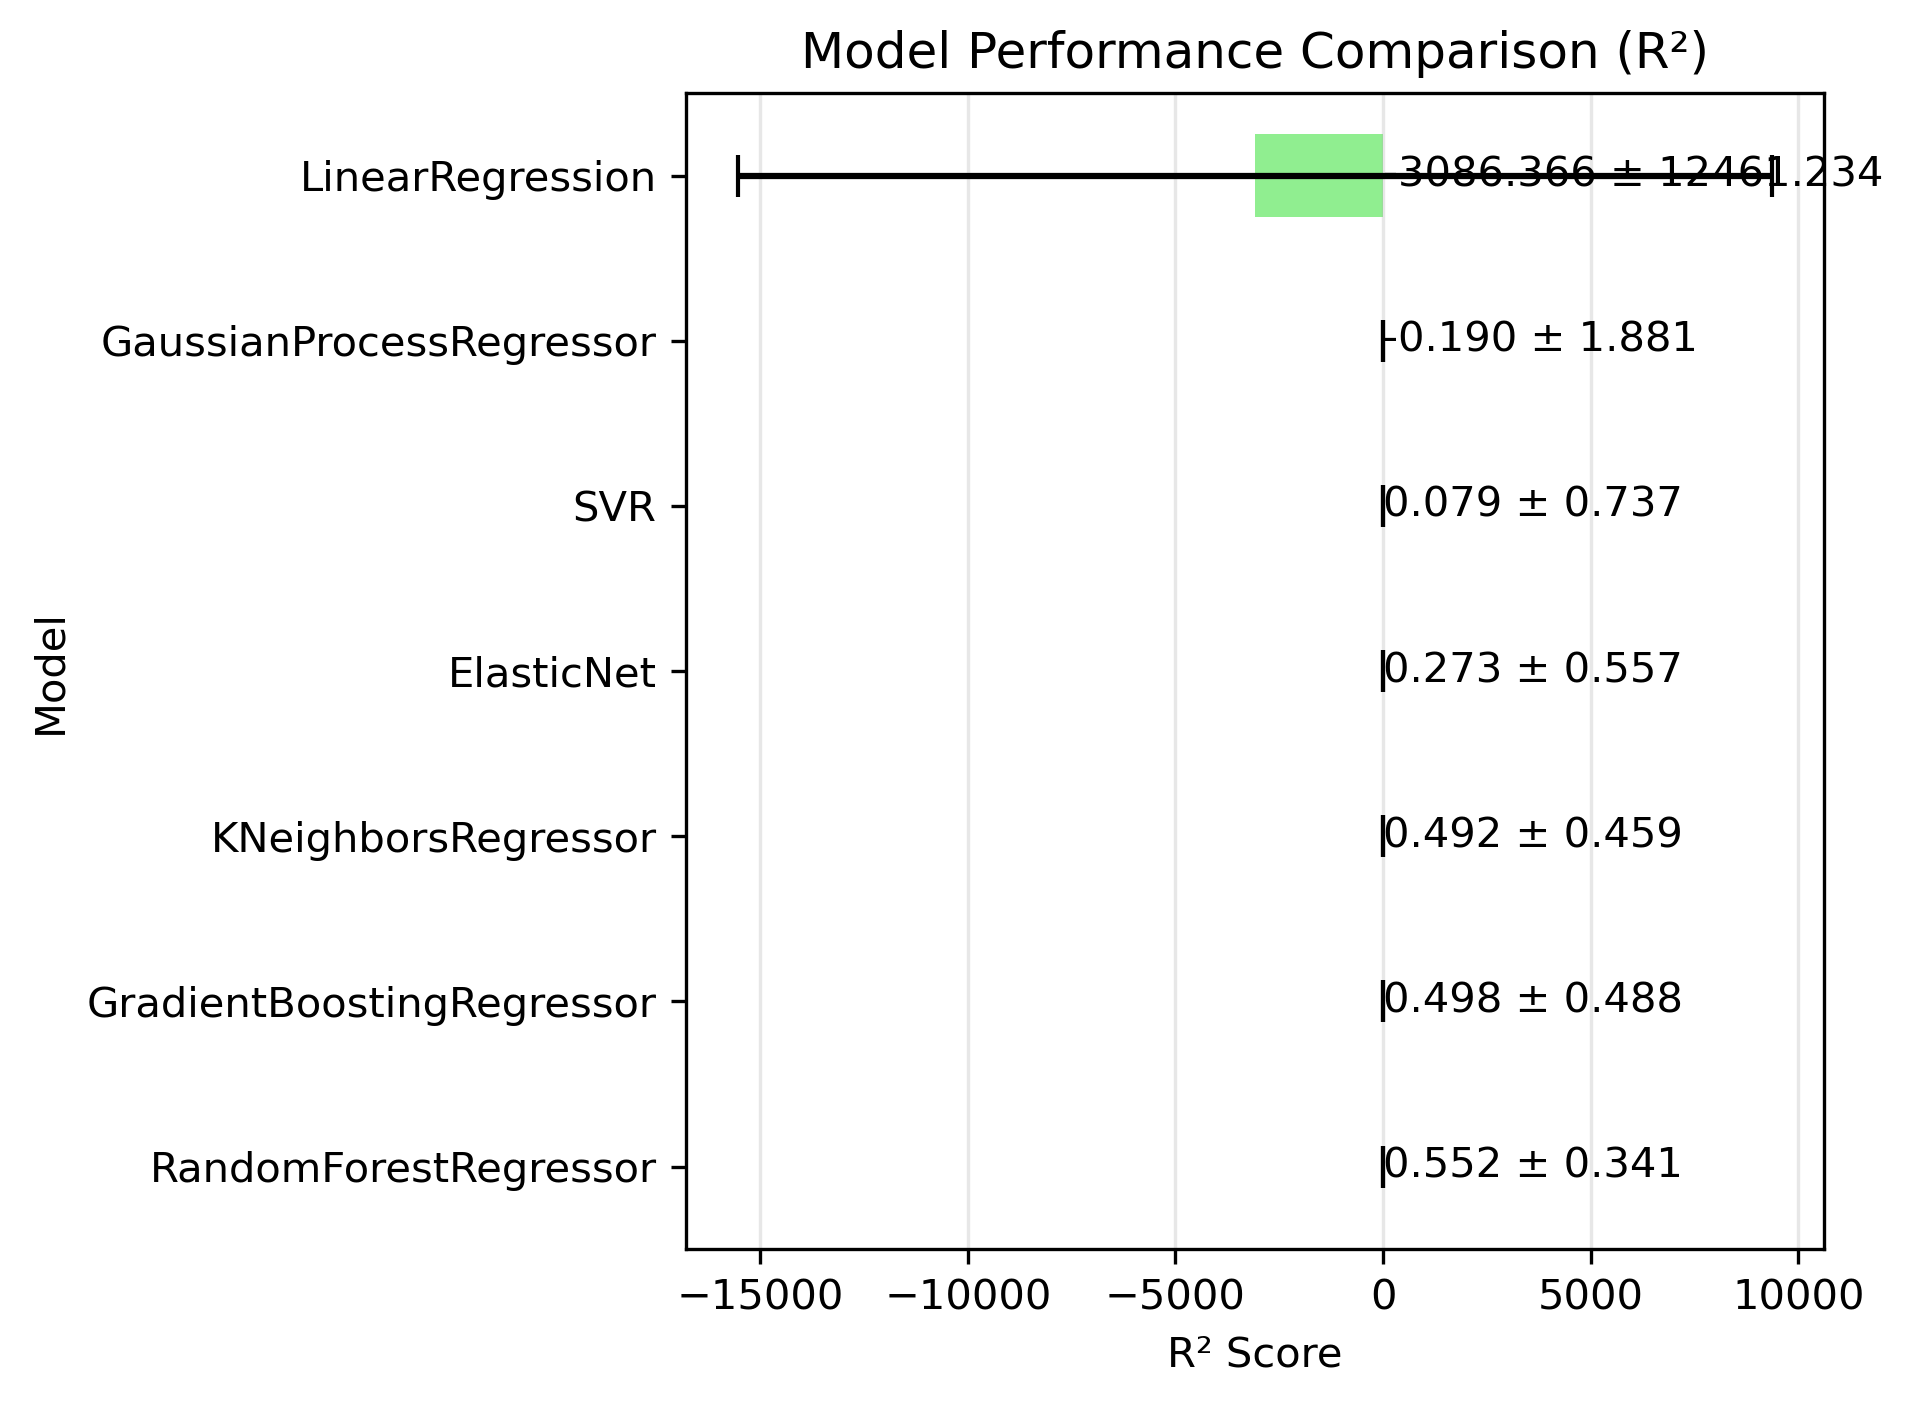 Model Performance Comparison (R²)
LinearRegression
-3086.366 ± 12461.234
GaussianProcessRegressor
-0.190 ± 1.881
SVR
0.079 ± 0.737
ElasticNet
0.273 ± 0.557
KNeighborsRegressor
0.492 ± 0.459
GradientBoostingRegressor
0.498 ± 0.488
RandomForestRegressor
0.552 ± 0.341
Model
−15000 −10000 −5000 0 5000 10000
R² Score